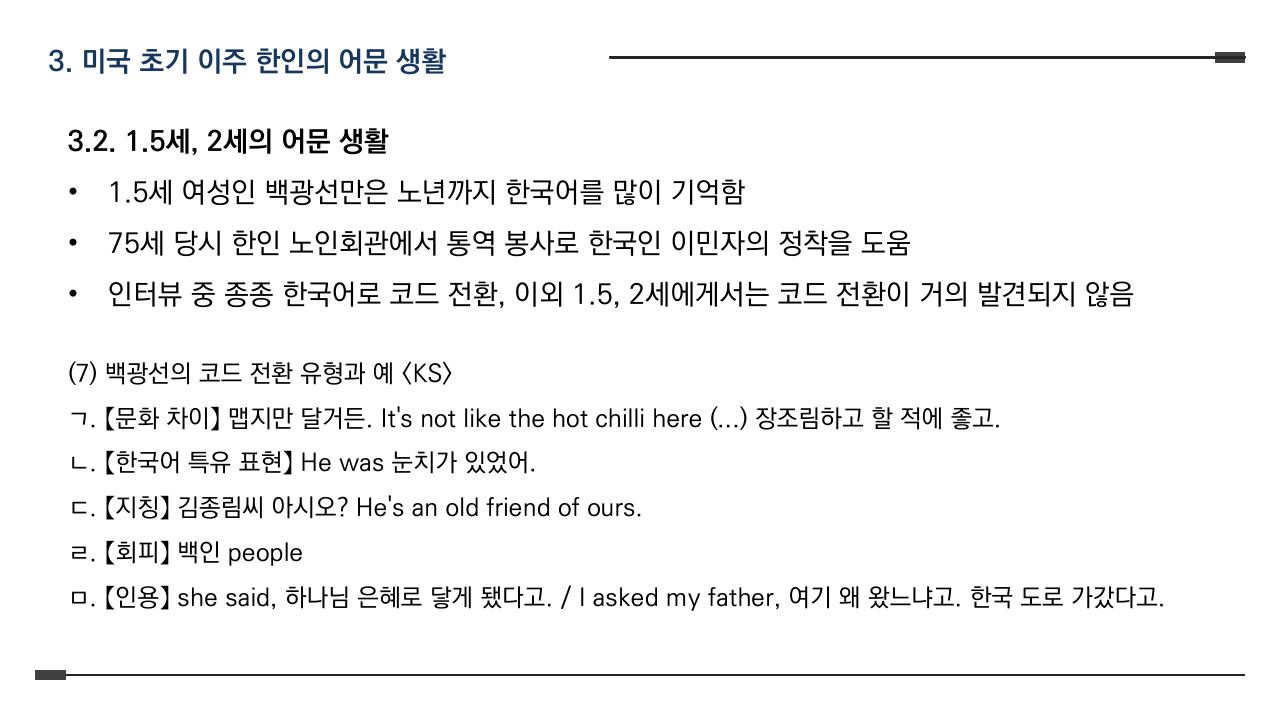 3. 미국 초기 이주 한인의 어문 생활
3.2. 1.5세, 2세의 어문 생활
• 1.5세 여성인 백광선만은 노년까지 한국어를 많이 기억함
• 75세 당시 한인 노인회관에서 통역 봉사로 한국인 이민자의 정착을 도움
• 인터뷰 중 종종 한국어로 코드 전환, 이외 1.5, 2세에게서는 코드 전환이 거의 발견되지 않음
(7) 백광선의 코드 전환 유형과 예 〈KS〉
ㄱ. 【문화 차이】 맵지만 달거든. It's not like the hot chilli here (...) 장조림하고 할 적에 좋고.
ㄴ. 【한국어 특유 표현】 He was 눈치가 있었어.
ㄷ. 【지칭】 김종림씨 아시오? He's an old friend of ours.
ㄹ. 【회피】 백인 people
ㅁ. 【인용】 she said, 하나님 은혜로 닿게 됐다고. / I asked my father, 여기 왜 왔느냐고. 한국 도로 가갔다고.